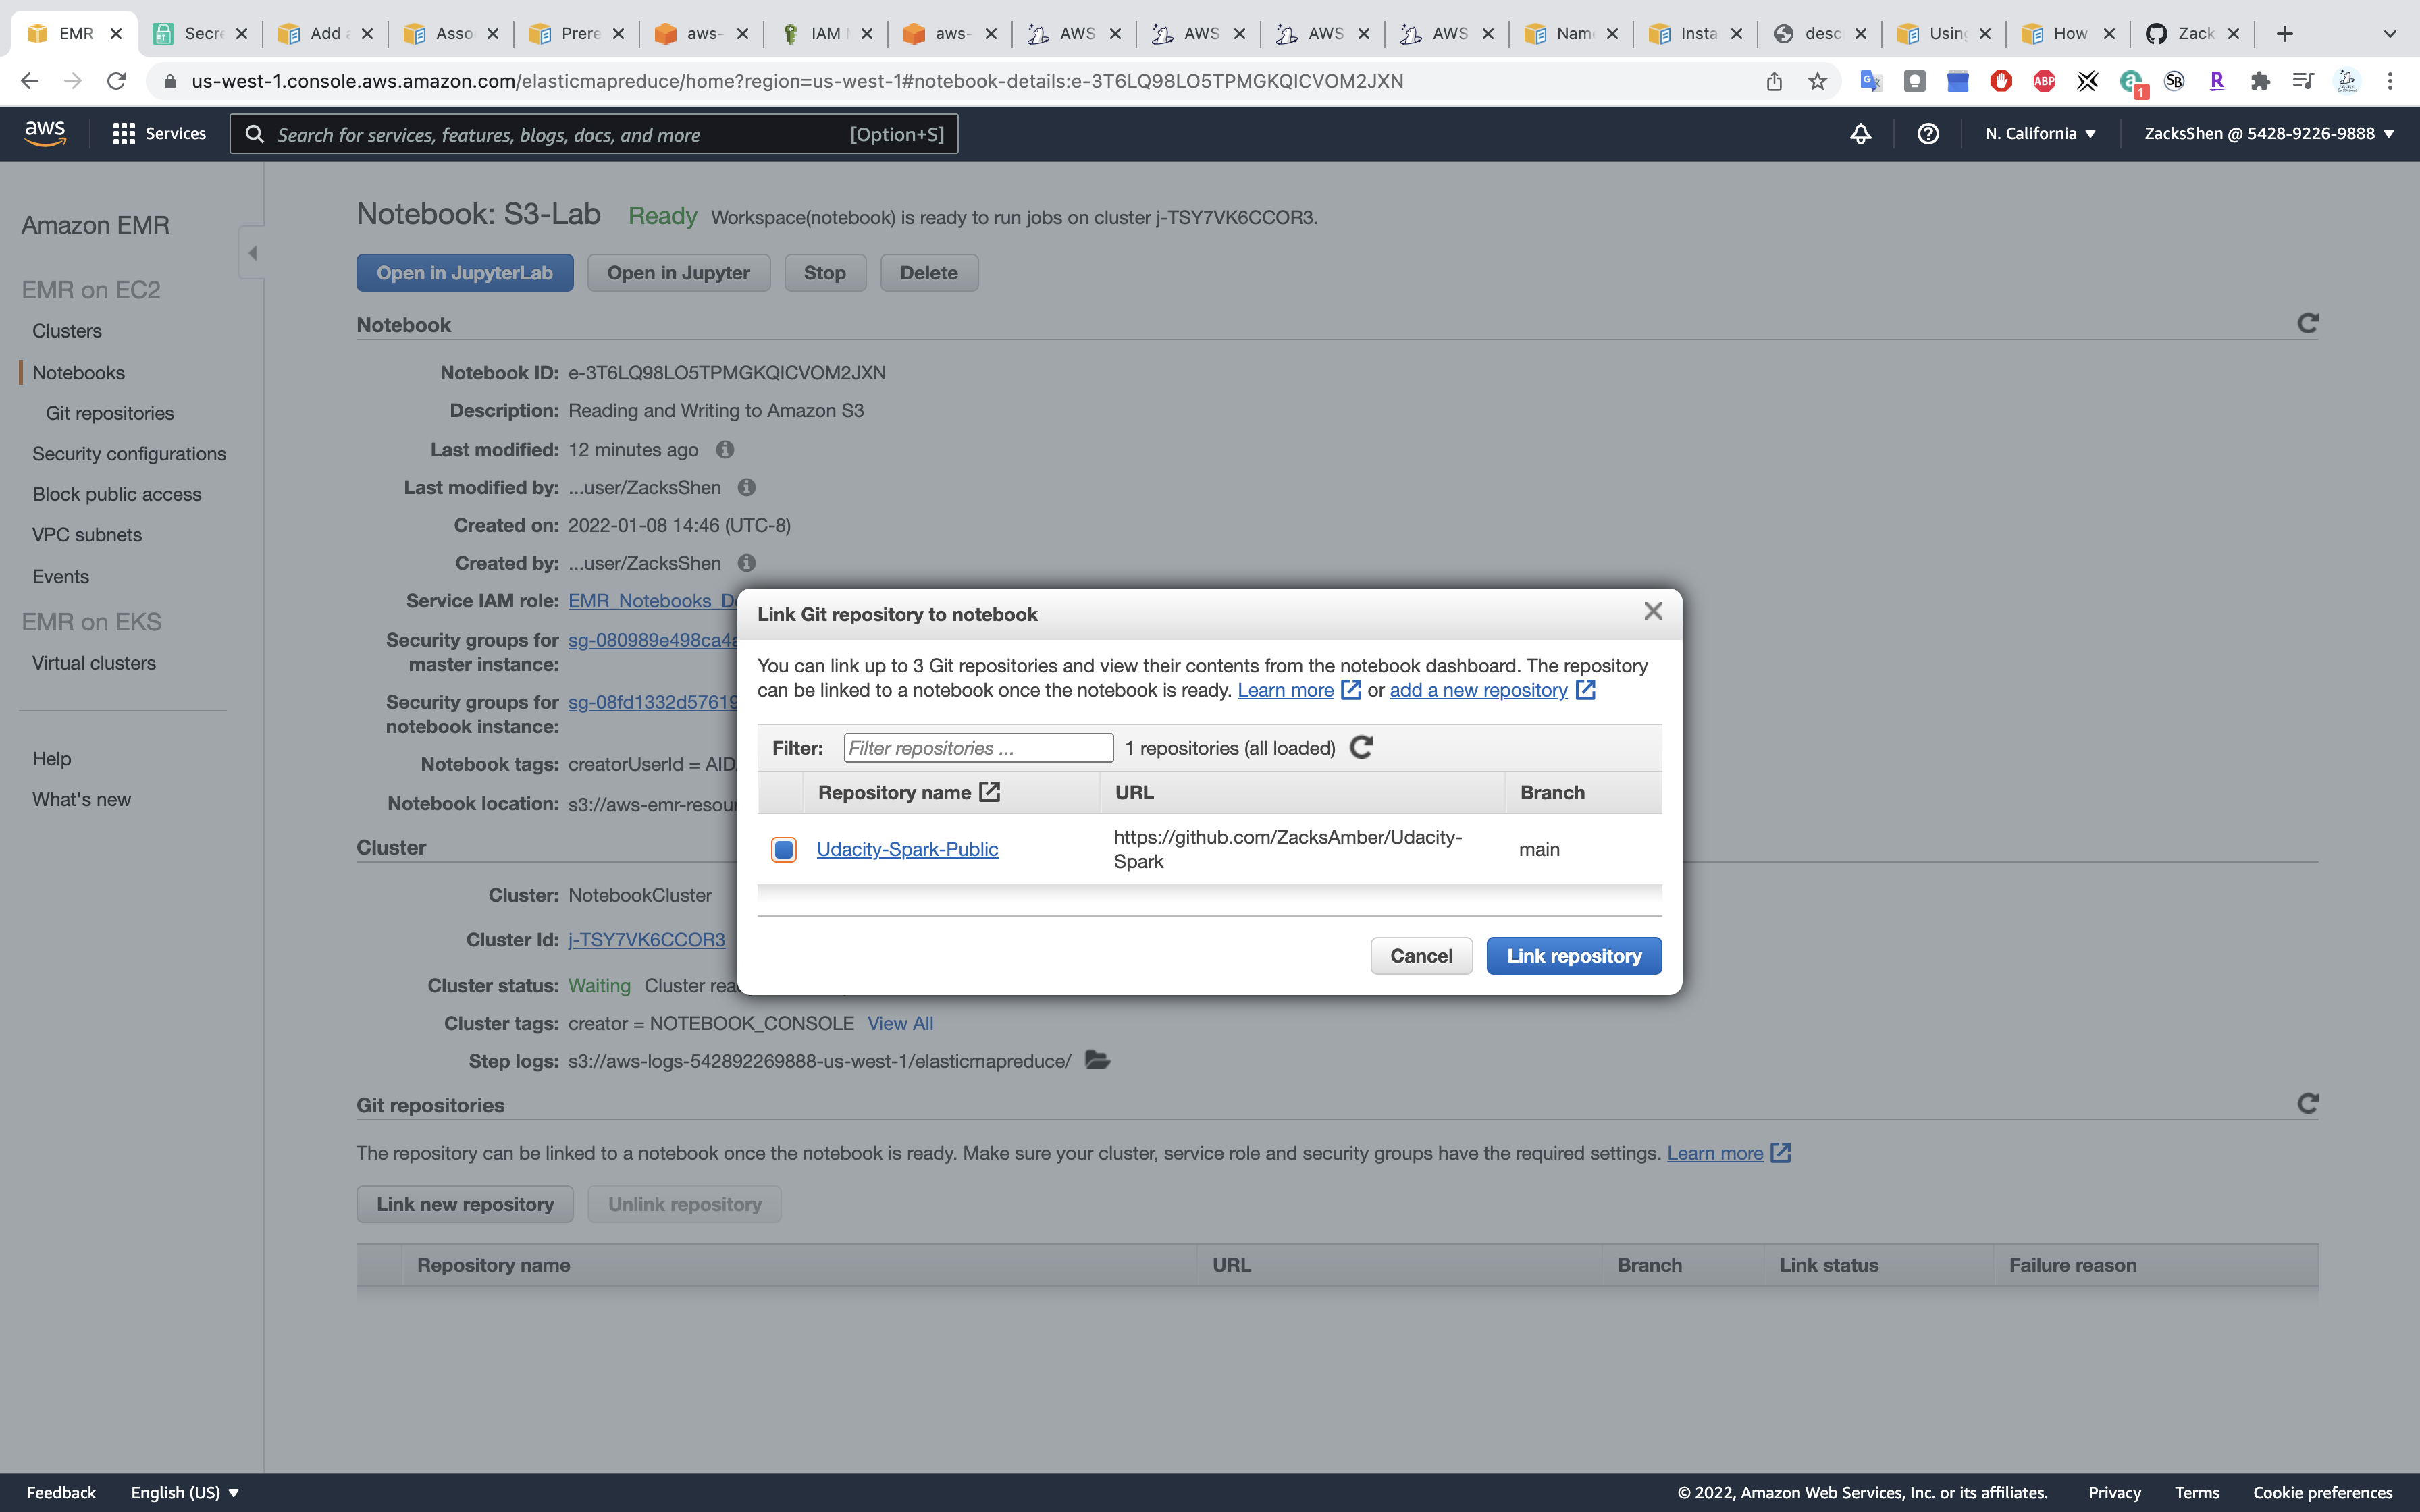 EMR
Secre
Add a
Asso
Prere
aws-
IAM
aws-
AWS
AWS
AWS
AWS
Nam
Insta
desc
Using
How
Zack
us-west-1.console.aws.amazon.com/elasticmapreduce/home?region=us-west-1#notebook-details:e-3T6LQ98LO5TPMGKQICVOM2JXN
ABP
1
SB
R
aws
Services
Search for services, features, blogs, docs, and more
[Option+S]
N. California
ZacksShen @ 5428-9226-9888
Amazon EMR
EMR on EC2
Clusters
Notebooks
Git repositories
Security configurations
Block public access
VPC subnets
Events
EMR on EKS
Virtual clusters
Help
What's new
Notebook: S3-Lab Ready Workspace(notebook) is ready to run jobs on cluster j-TSY7VK6CCOR3.
Open in JupyterLab
Open in Jupyter
Stop
Delete
Notebook
Notebook ID: e-3T6LQ98LO5TPMGKQICVOM2JXN
Description: Reading and Writing to Amazon S3
Last modified: 12 minutes ago
Last modified by: ...user/ZacksShen
Created on: 2022-01-08 14:46 (UTC-8)
Created by: ...user/ZacksShen
Service IAM role: EMR_Notebooks_De
Security groups for master instance: sg-080989e498ca4a
Security groups for notebook instance: sg-08fd1332d57619
Notebook tags: creatorUserId = AIDA
Notebook location: s3://aws-emr-resour
Cluster
Cluster: NotebookCluster
Cluster Id: j-TSY7VK6CCOR3
Cluster status: Waiting Cluster rea
Cluster tags: creator = NOTEBOOK_CONSOLE View All
Step logs: s3://aws-logs-542892269888-us-west-1/elasticmapreduce/
Git repositories
The repository can be linked to a notebook once the notebook is ready. Make sure your cluster, service role and security groups have the required settings. Learn more
Link new repository
Unlink repository
Repository name
URL
Branch
Link status
Failure reason
Link Git repository to notebook
You can link up to 3 Git repositories and view their contents from the notebook dashboard. The repository
can be linked to a notebook once the notebook is ready. Learn more or add a new repository
Filter:
Filter repositories ...
1 repositories (all loaded)
Repository name
URL
Branch
Udacity-Spark-Public
https://github.com/ZacksAmber/Udacity-
Spark
main
Cancel
Link repository
Feedback
English (US)
© 2022, Amazon Web Services, Inc. or its affiliates.
Privacy
Terms
Cookie preferences